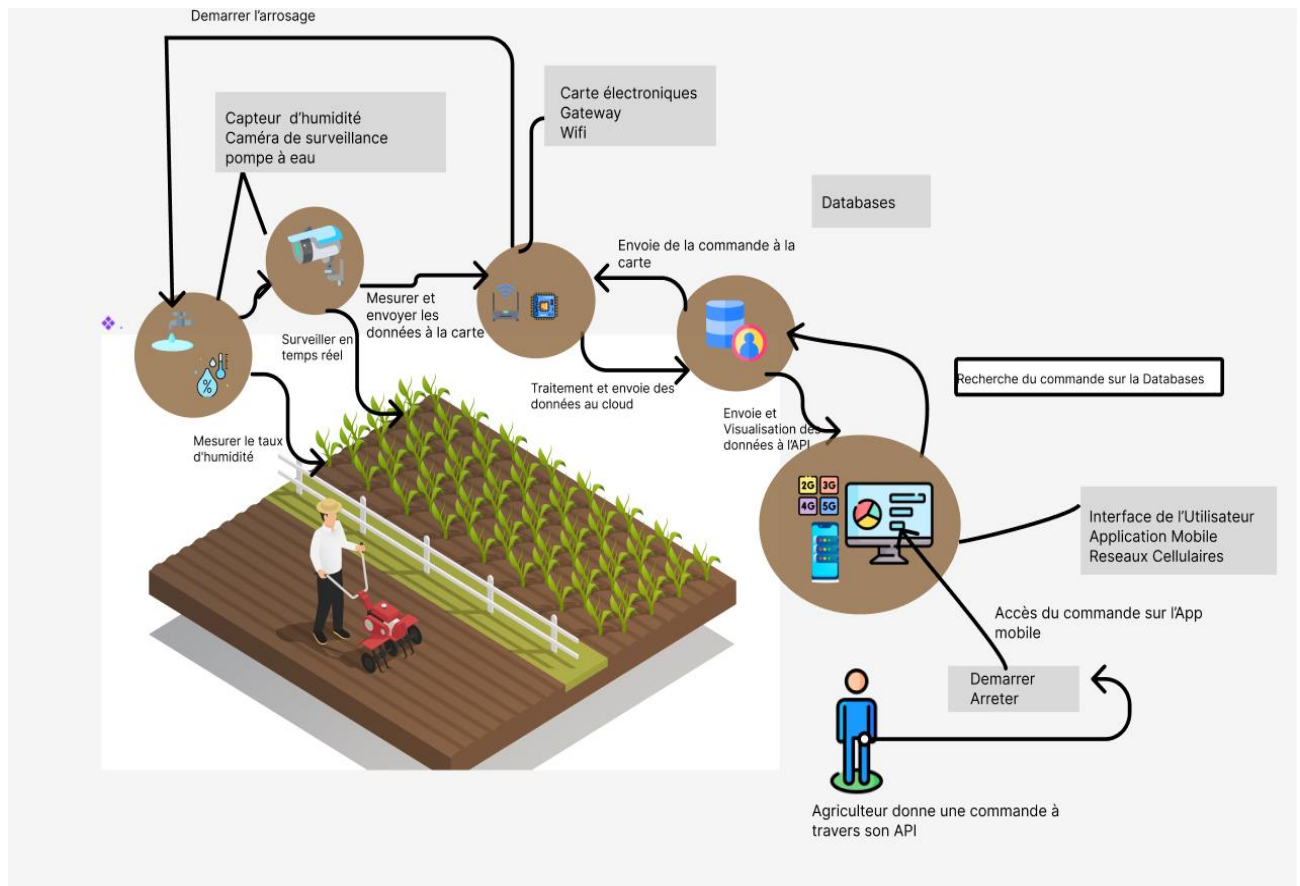 Demarrer l'arrosage
Capteur d'humidité
Caméra de surveillance
pompe à eau
Carte électroniques
Gateway
Wifi
Databases
Envoie de la commande à la
carte
Mesurer et
envoyer les
données à la carte
Surveiller en
temps réel
%
Mesurer le taux
d'humidité
Traitement et envoie des
données au cloud
Envoie et
Visualisation des
données à l'API
Recherche du commande sur la Databases
2G 3G
4G 5G
Interface de l'Utilisateur
Application Mobile
Reseaux Cellulaires
Accès du commande sur l'App
mobile
Demarrer
Arreter
Agriculteur donne une commande à
travers son API